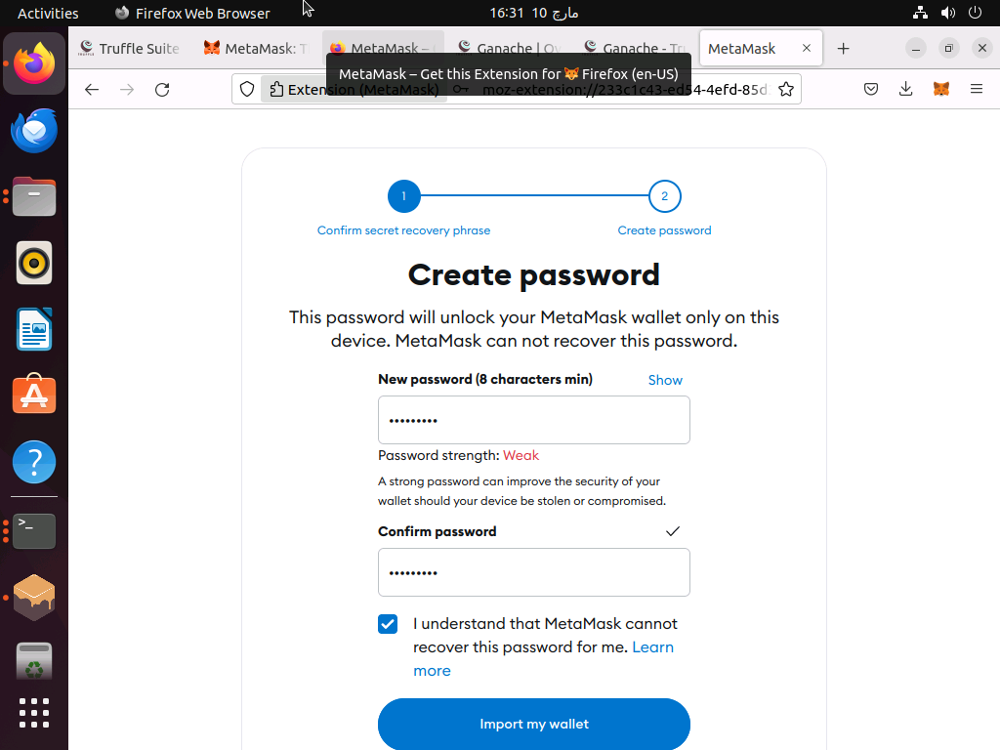 Activities
Firefox Web Browser
16:31 10 مارچ
Truffle Suite
MetaMask: T
MetaMask –
Ganache | Ov
Ganache - Tru
MetaMask
MetaMask – Get this Extension for 🦊 Firefox (en-US)
Extension (MetaMask)
moz-extension://233c1c43-ed54-4efd-85d
1
2
Confirm secret recovery phrase
Create password
Create password
This password will unlock your MetaMask wallet only on this
device. MetaMask can not recover this password.
New password (8 characters min)
Show
•••••••••
Password strength: Weak
A strong password can improve the security of your
wallet should your device be stolen or compromised.
Confirm password
•••••••••
I understand that MetaMask cannot
recover this password for me. Learn
more
Import my wallet